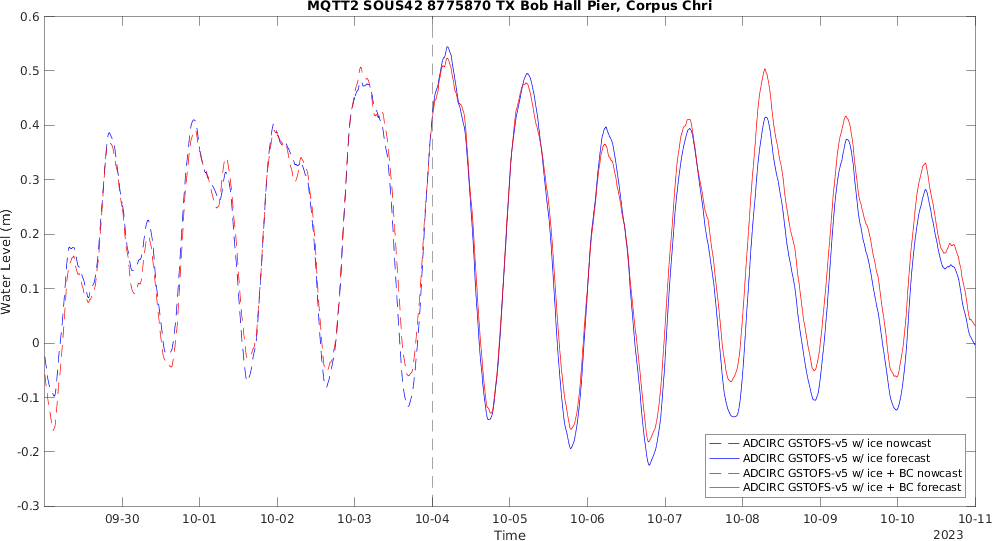 MQTT2 SOUS42 8775870 TX Bob Hall Pier, Corpus Chri
0.6
0.5
0.4
0.3
0.2
0.1
0
-0.1
-0.2
-0.3
Water Level (m)
ADCIRC GSTOFS-v5 w/ ice nowcast
ADCIRC GSTOFS-v5 w/ ice forecast
ADCIRC GSTOFS-v5 w/ ice + BC nowcast
ADCIRC GSTOFS-v5 w/ ice + BC forecast
09-30 10-01 10-02 10-03 10-04 10-05 10-06 10-07 10-08 10-09 10-10 10-11
Time
2023